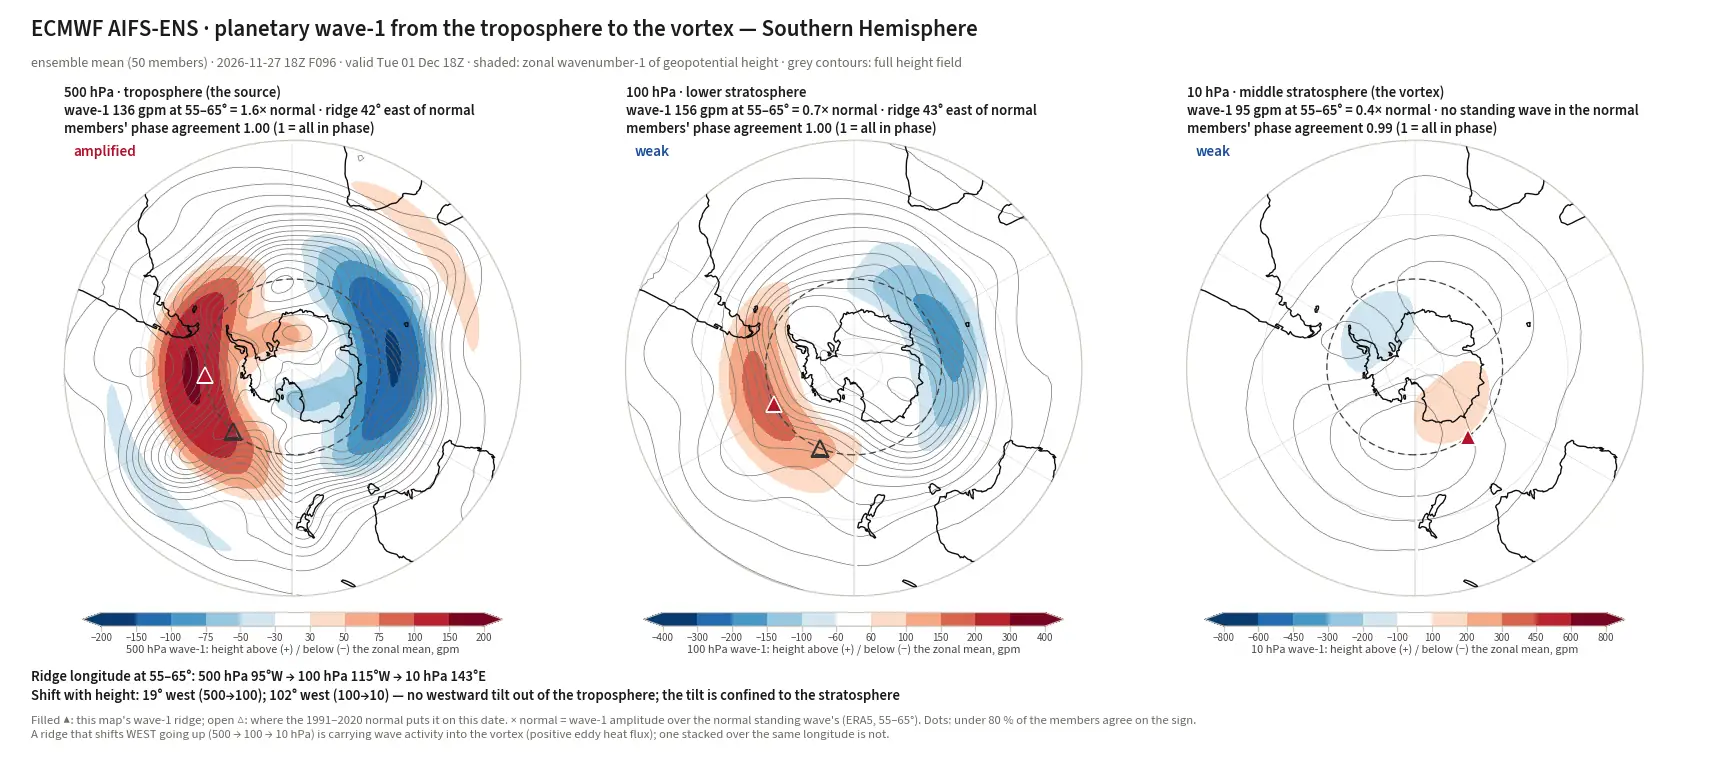 ECMWF AIFS-ENS · planetary wave-1 from the troposphere to the vortex — Southern Hemisphere
ensemble mean (50 members) · 2026-11-27 18Z F096 · valid Tue 01 Dec 18Z · shaded: zonal wavenumber-1 of geopotential height · grey contours: full height field
500 hPa · troposphere (the source)
wave-1 136 gpm at 55–65° = 1.6× normal · ridge 42° east of normal
members' phase agreement 1.00 (1 = all in phase)
amplified
100 hPa · lower stratosphere
wave-1 156 gpm at 55–65° = 0.7× normal · ridge 43° east of normal
members' phase agreement 1.00 (1 = all in phase)
weak
10 hPa · middle stratosphere (the vortex)
wave-1 95 gpm at 55–65° = 0.4× normal · no standing wave in the normal
members' phase agreement 0.99 (1 = all in phase)
weak
−200 −150 −100 −75 −50 −30 30 50 75 100 150 200
500 hPa wave-1: height above (+) / below (−) the zonal mean, gpm
−400 −300 −200 −150 −100 −60 60 100 150 200 300 400
100 hPa wave-1: height above (+) / below (−) the zonal mean, gpm
−800 −600 −450 −300 −200 −100 100 200 300 450 600 800
10 hPa wave-1: height above (+) / below (−) the zonal mean, gpm
Ridge longitude at 55–65°: 500 hPa 95°W → 100 hPa 115°W → 10 hPa 143°E
Shift with height: 19° west (500→100); 102° west (100→10) — no westward tilt out of the troposphere; the tilt is confined to the stratosphere
Filled ▲: this map's wave-1 ridge; open △: where the 1991–2020 normal puts it on this date. × normal = wave-1 amplitude over the normal standing wave's (ERA5, 55–65°). Dots: under 80 % of the members agree on the sign.
A ridge that shifts WEST going up (500 → 100 → 10 hPa) is carrying wave activity into the vortex (positive eddy heat flux); one stacked over the same longitude is not.